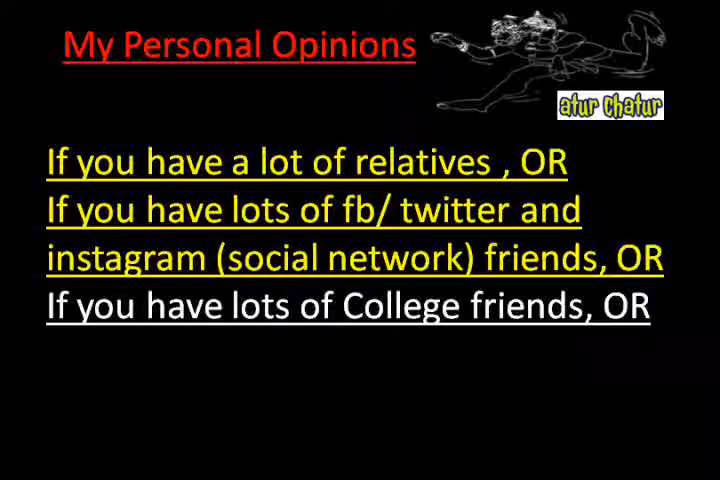 My Personal Opinions
atur chatur
If you have a lot of relatives , OR
If you have lots of fb/ twitter and
instagram (social network) friends, OR
If you have lots of College friends, OR